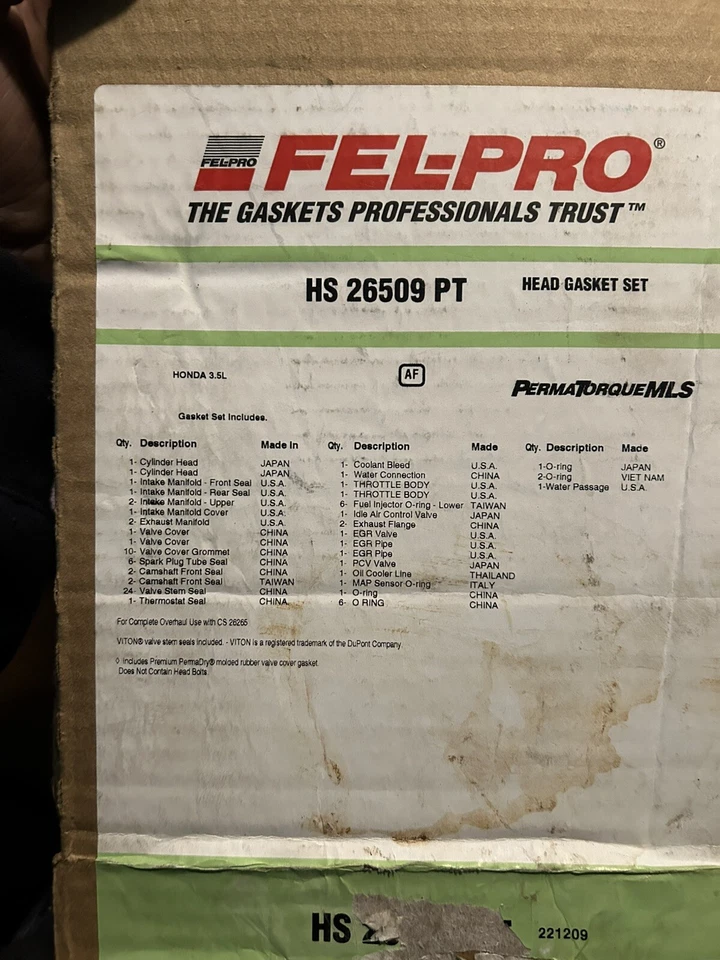 FEL-PRO FEL-PRO®
THE GASKETS PROFESSIONALS TRUST™
HS 26509 PT HEAD GASKET SET
HONDA 3.5L
AF
PERMATORQUE MLS
Gasket Set Includes.
Qty. Description Made in
1- Cylinder Head JAPAN
1- Cylinder Head JAPAN
1- Intake Manifold - Front Seal U.S.A.
1- Intake Manifold - Rear Seal U.S.A.
2- Intake Manifold - Upper U.S.A.
1- Intake Manifold Cover U.S.A.
2- Exhaust Manifold U.S.A.
1- Valve Cover CHINA
1- Valve Cover CHINA
10- Valve Cover Grommet CHINA
6- Spark Plug Tube Seal CHINA
2- Camshaft Front Seal CHINA
2- Camshaft Front Seal TAIWAN
24- Valve Stem Seal CHINA
1- Thermostat Seal CHINA
Qty. Description Made
1- Coolant Bleed U.S.A.
1- Water Connection CHINA
1- THROTTLE BODY U.S.A.
1- THROTTLE BODY U.S.A.
6- Fuel Injector O-ring - Lower TAIWAN
1- Idle Air Control Valve JAPAN
2- Exhaust Flange CHINA
1- EGR Valve U.S.A.
1- EGR Pipe U.S.A.
1- EGR Pipe U.S.A.
1- PCV Valve JAPAN
1- Oil Cooler Line THAILAND
1- MAP Sensor O-ring ITALY
1- O-ring CHINA
6- O RING CHINA
Qty. Description Made
1-O-ring JAPAN
2-O-ring VIET NAM
1-Water Passage U.S.A.
For Complete Overhaul Use with CS 26265
VITON® valve stem seals included. - VITON is a registered trademark of the DuPont Company.
◊ Includes Premium PermaDry® molded rubber valve cover gasket.
Does Not Contain Head Bolts.
HS
221209